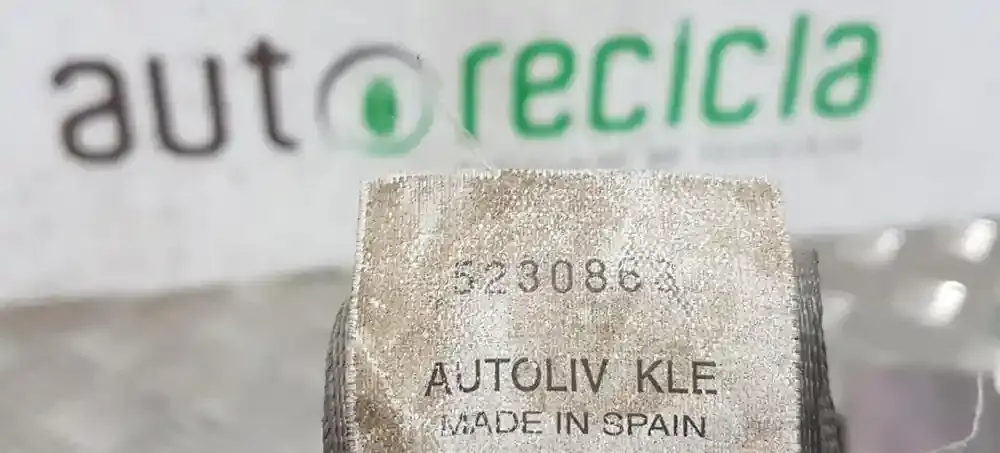 autorecicla
5230863
AUTOLIV KLE
MADE IN SPAIN